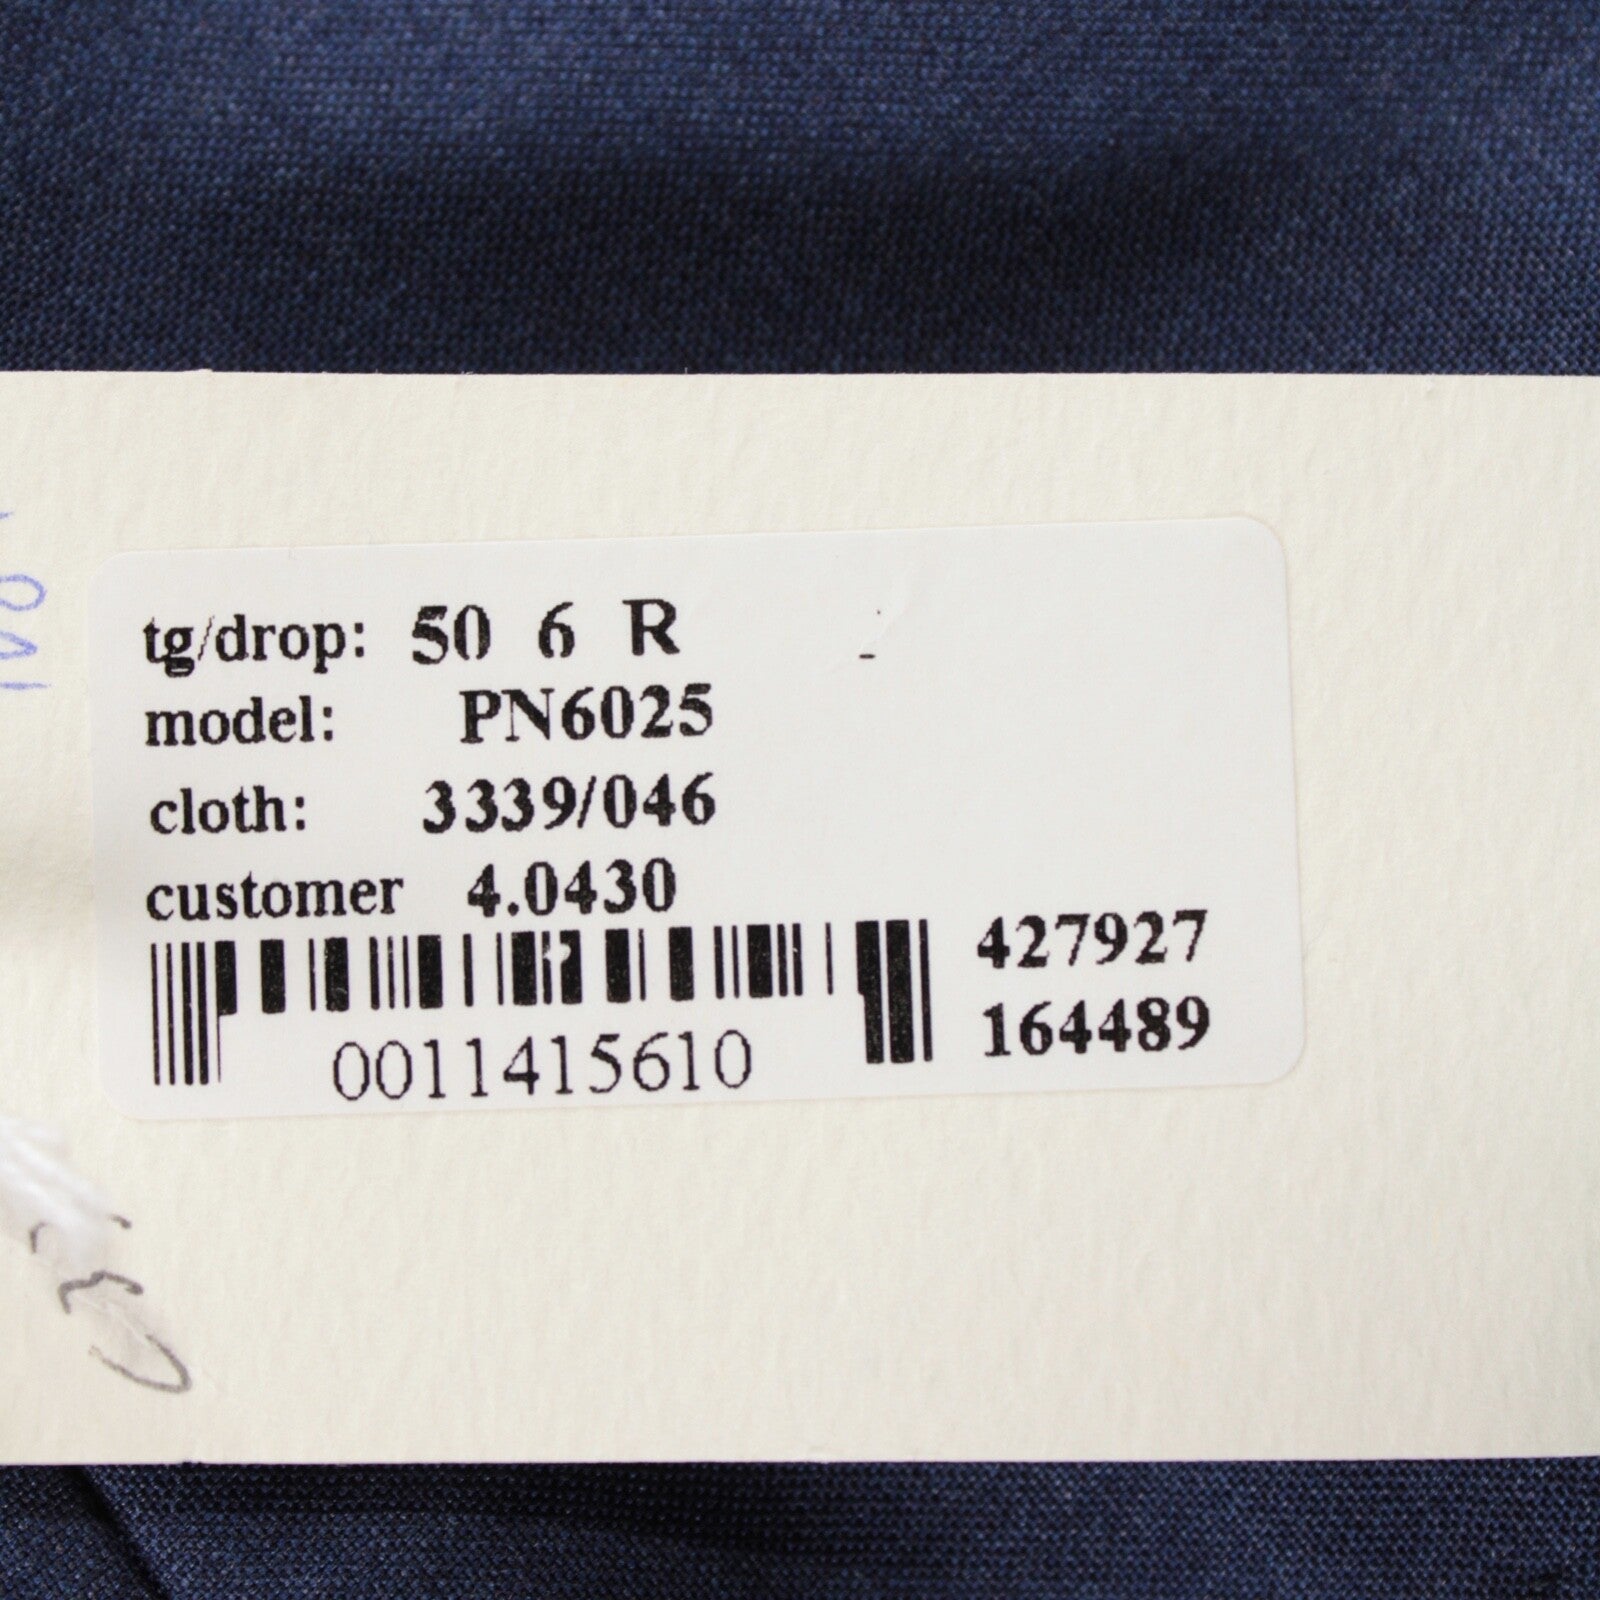 tg/drop: 50 6 R
model: PN6025
cloth: 3339/046
customer 4.0430
427927
164489
0011415610